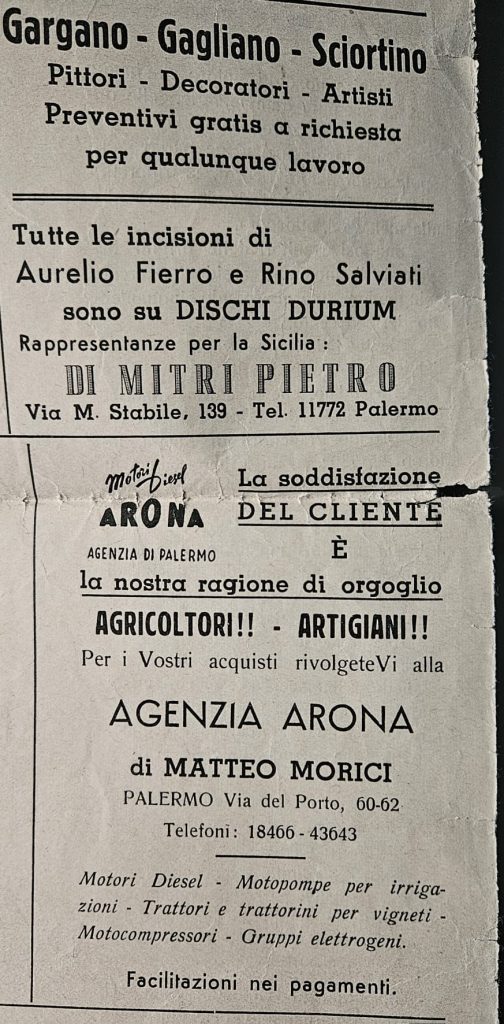 Gargano - Gagliano - Sciortino
Pittori - Decoratori - Artisti
Preventivi gratis a richiesta
per qualunque lavoro
Tutte le incisioni di
Aurelio Fierro e Rino Salviati
sono su DISCHI DURIUM
Rappresentanze per la Sicilia :
DI MITRI PIETRO
Via M. Stabile, 139 - Tel. 11772 Palermo
Motori Diesel
ARONA
AGENZIA DI PALERMO
La soddisfazione
DEL CLIENTE
È
la nostra ragione di orgoglio
AGRICOLTORI!! - ARTIGIANI!!
Per i Vostri acquisti rivolgeteVi alla
AGENZIA ARONA
di MATTEO MORICI
PALERMO Via del Porto, 60-62
Telefoni: 18466 - 43643
Motori Diesel - Motopompe per irriga-
zioni - Trattori e trattorini per vigneti -
Motocompressori - Gruppi elettrogeni.
Facilitazioni nei pagamenti.